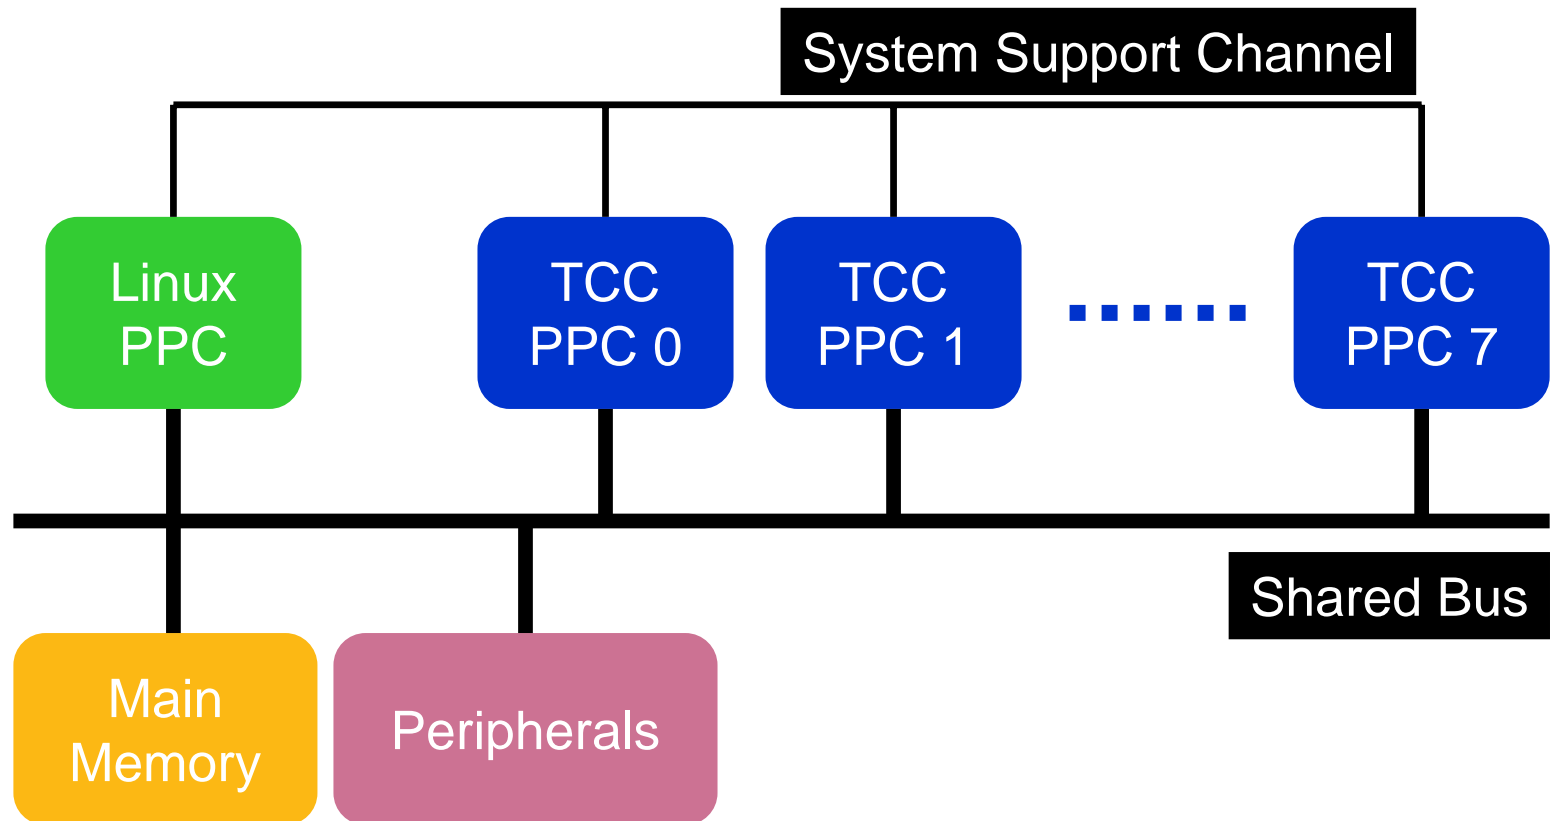 System Support Channel
Linux
PPC
TCC
PPC 0
TCC
PPC 1
TCC
PPC 7
Shared Bus
Main
Memory
Peripherals